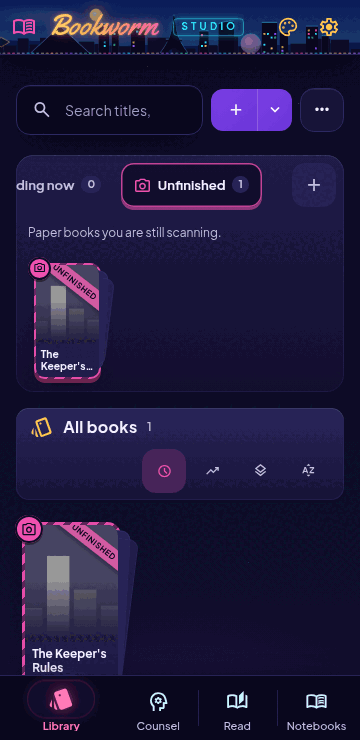 Bookworm
STUDIO
Search titles,
ding now 0
Unfinished 1
Paper books you are still scanning.
UNFINISHED
The
Keeper's...
All books 1
AZ
UNFINISHED
The Keeper's
Rules
Library
Counsel
Read
Notebooks